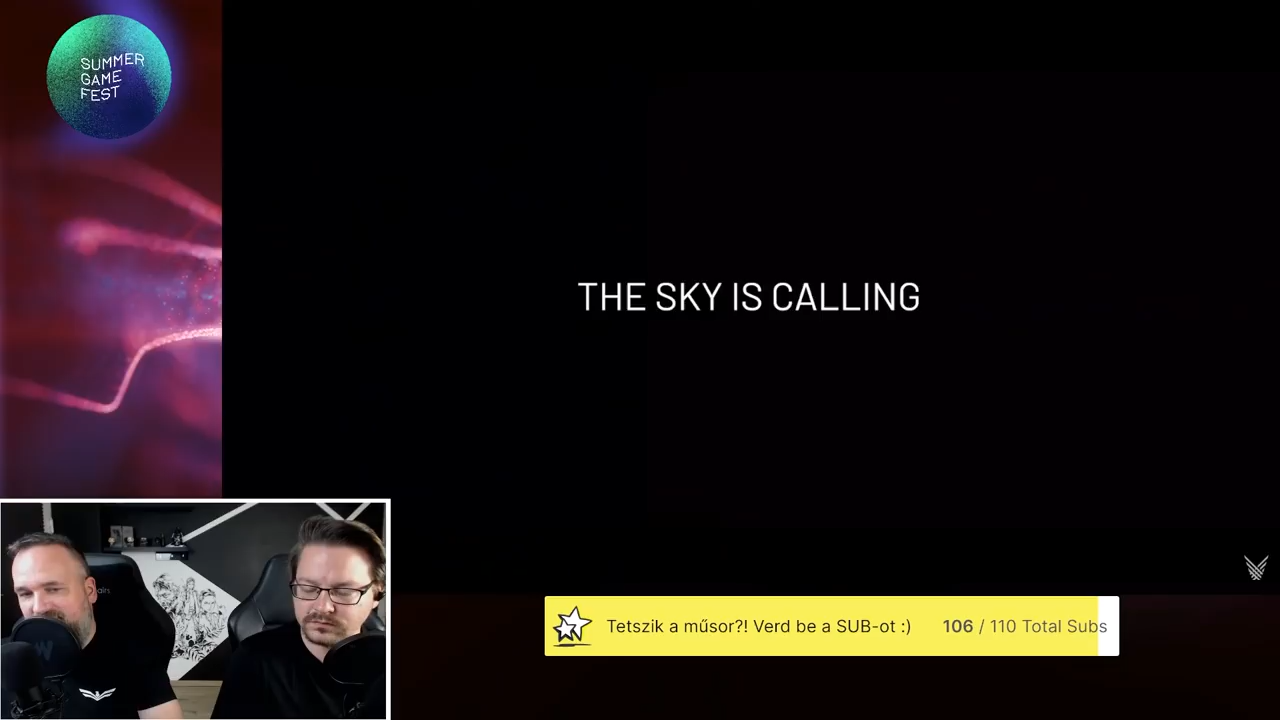 SUMMER
GAME
FEST
THE SKY IS CALLING
Tetszik a műsor?! Verd be a SUB-ot :)
106 / 110 Total Subs